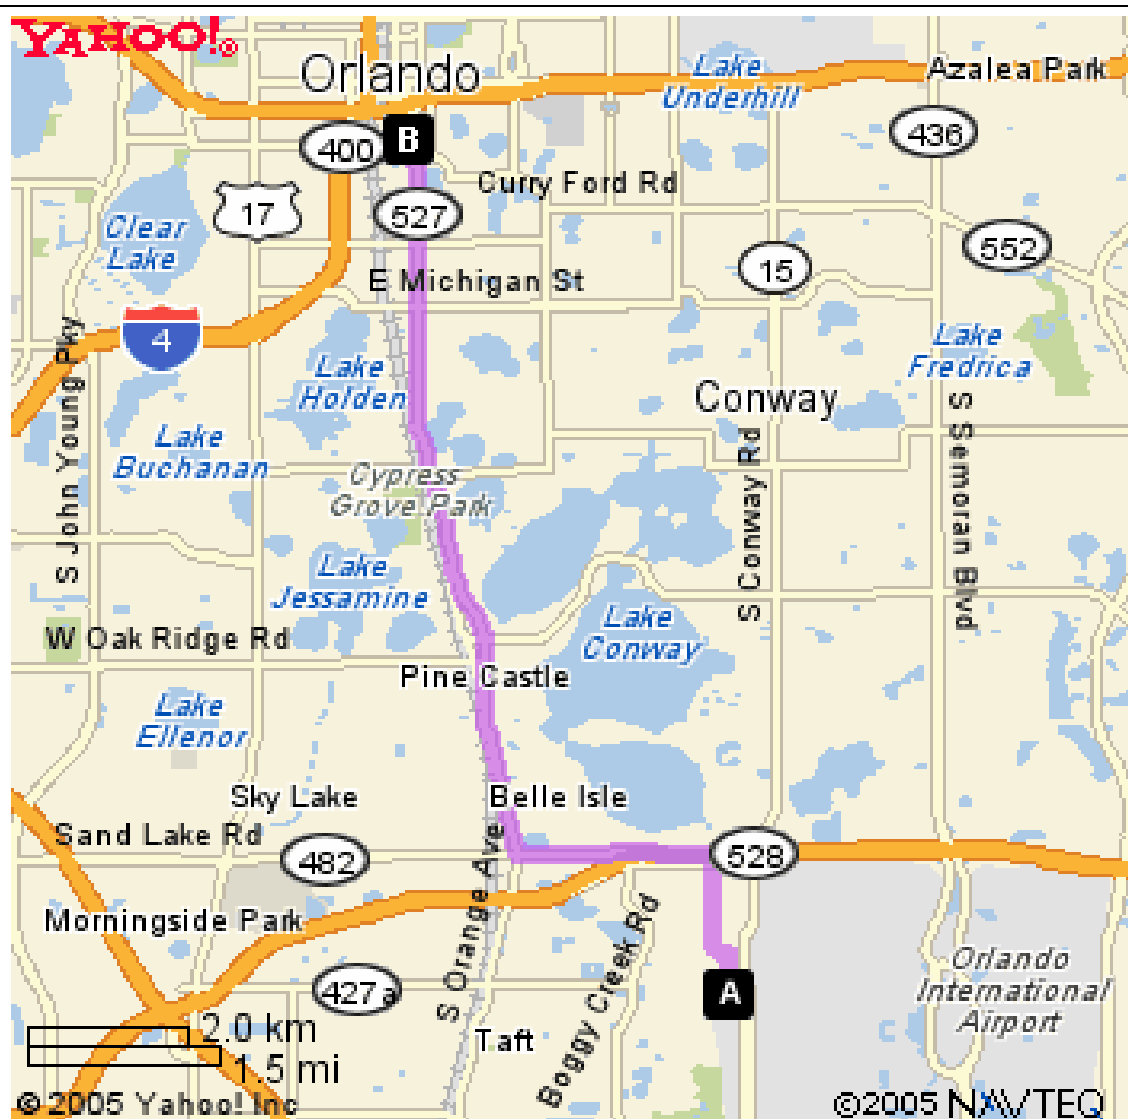 YAHOO!®
Orlando
Lake
Underhill
Azalea Park
436
400
B
Curry Ford Rd
17
527
Clear
Lake
552
15
E Michigan St
4
S John Young Pky
Lake
Holden
Lake
Fredrica
Conway
Lake
Buchanan
S Semoran Blvd
S Conway Rd
Cypress
Grove Park
Lake
Jessamine
Lake
Conway
W Oak Ridge Rd
Pine Castle
Lake
Ellenor
Sky Lake
Belle Isle
Sand Lake Rd
482
528
S Orange Ave
Morningside Park
Boggy Creek Rd
427a
A
Orlando
International
Airport
2.0 km
1.5 mi
Taft
©2005 Yahoo! Inc
©2005 NAVTEQ